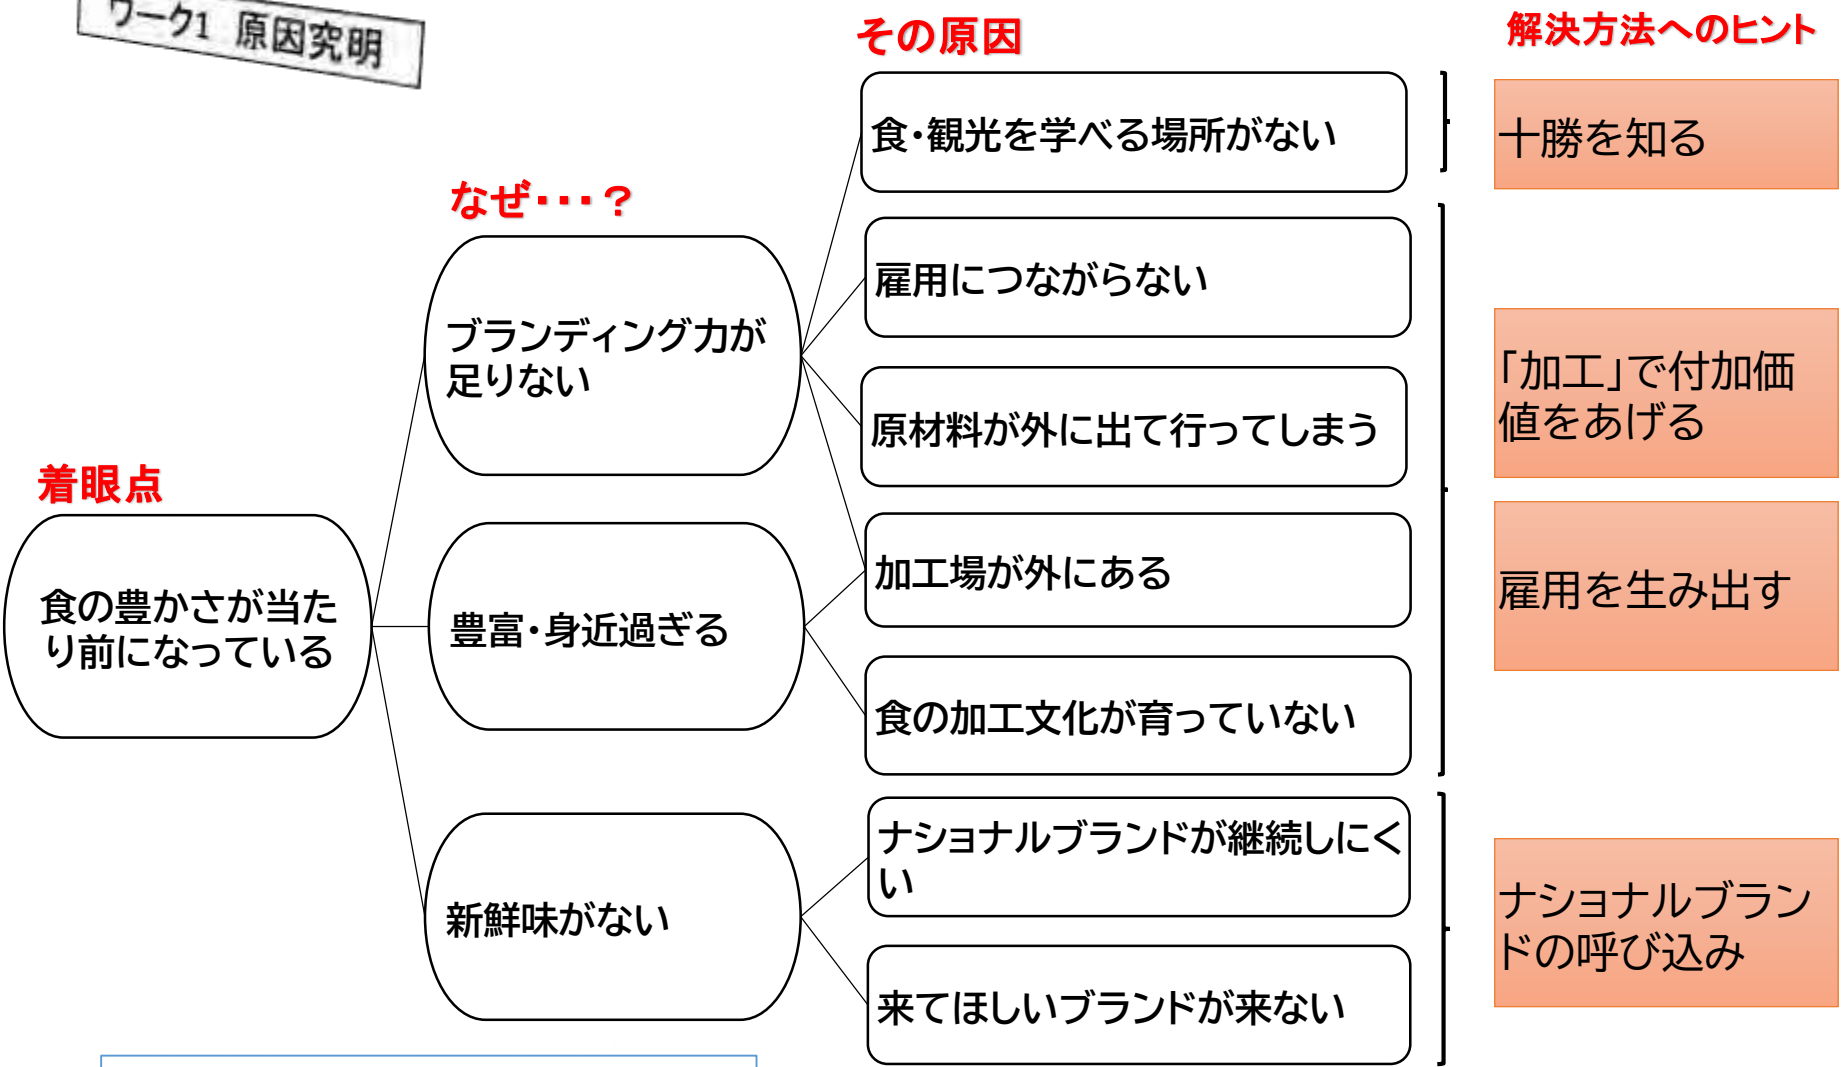 ワーク1 原因究明
その原因
解決方法へのヒント
食・観光を学べる場所がない
十勝を知る
なぜ・・・？
雇用につながらない
ブランディング力が
足りない
「加工」で付加価
値をあげる
原材料が外に出て行ってしまう
着眼点
加工場が外にある
食の豊かさが当た
り前になっている
豊富・身近過ぎる
雇用を生み出す
食の加工文化が育っていない
ナショナルブランドが継続しにく
い
新鮮味がない
ナショナルブラン
ドの呼び込み
来てほしいブランドが来ない